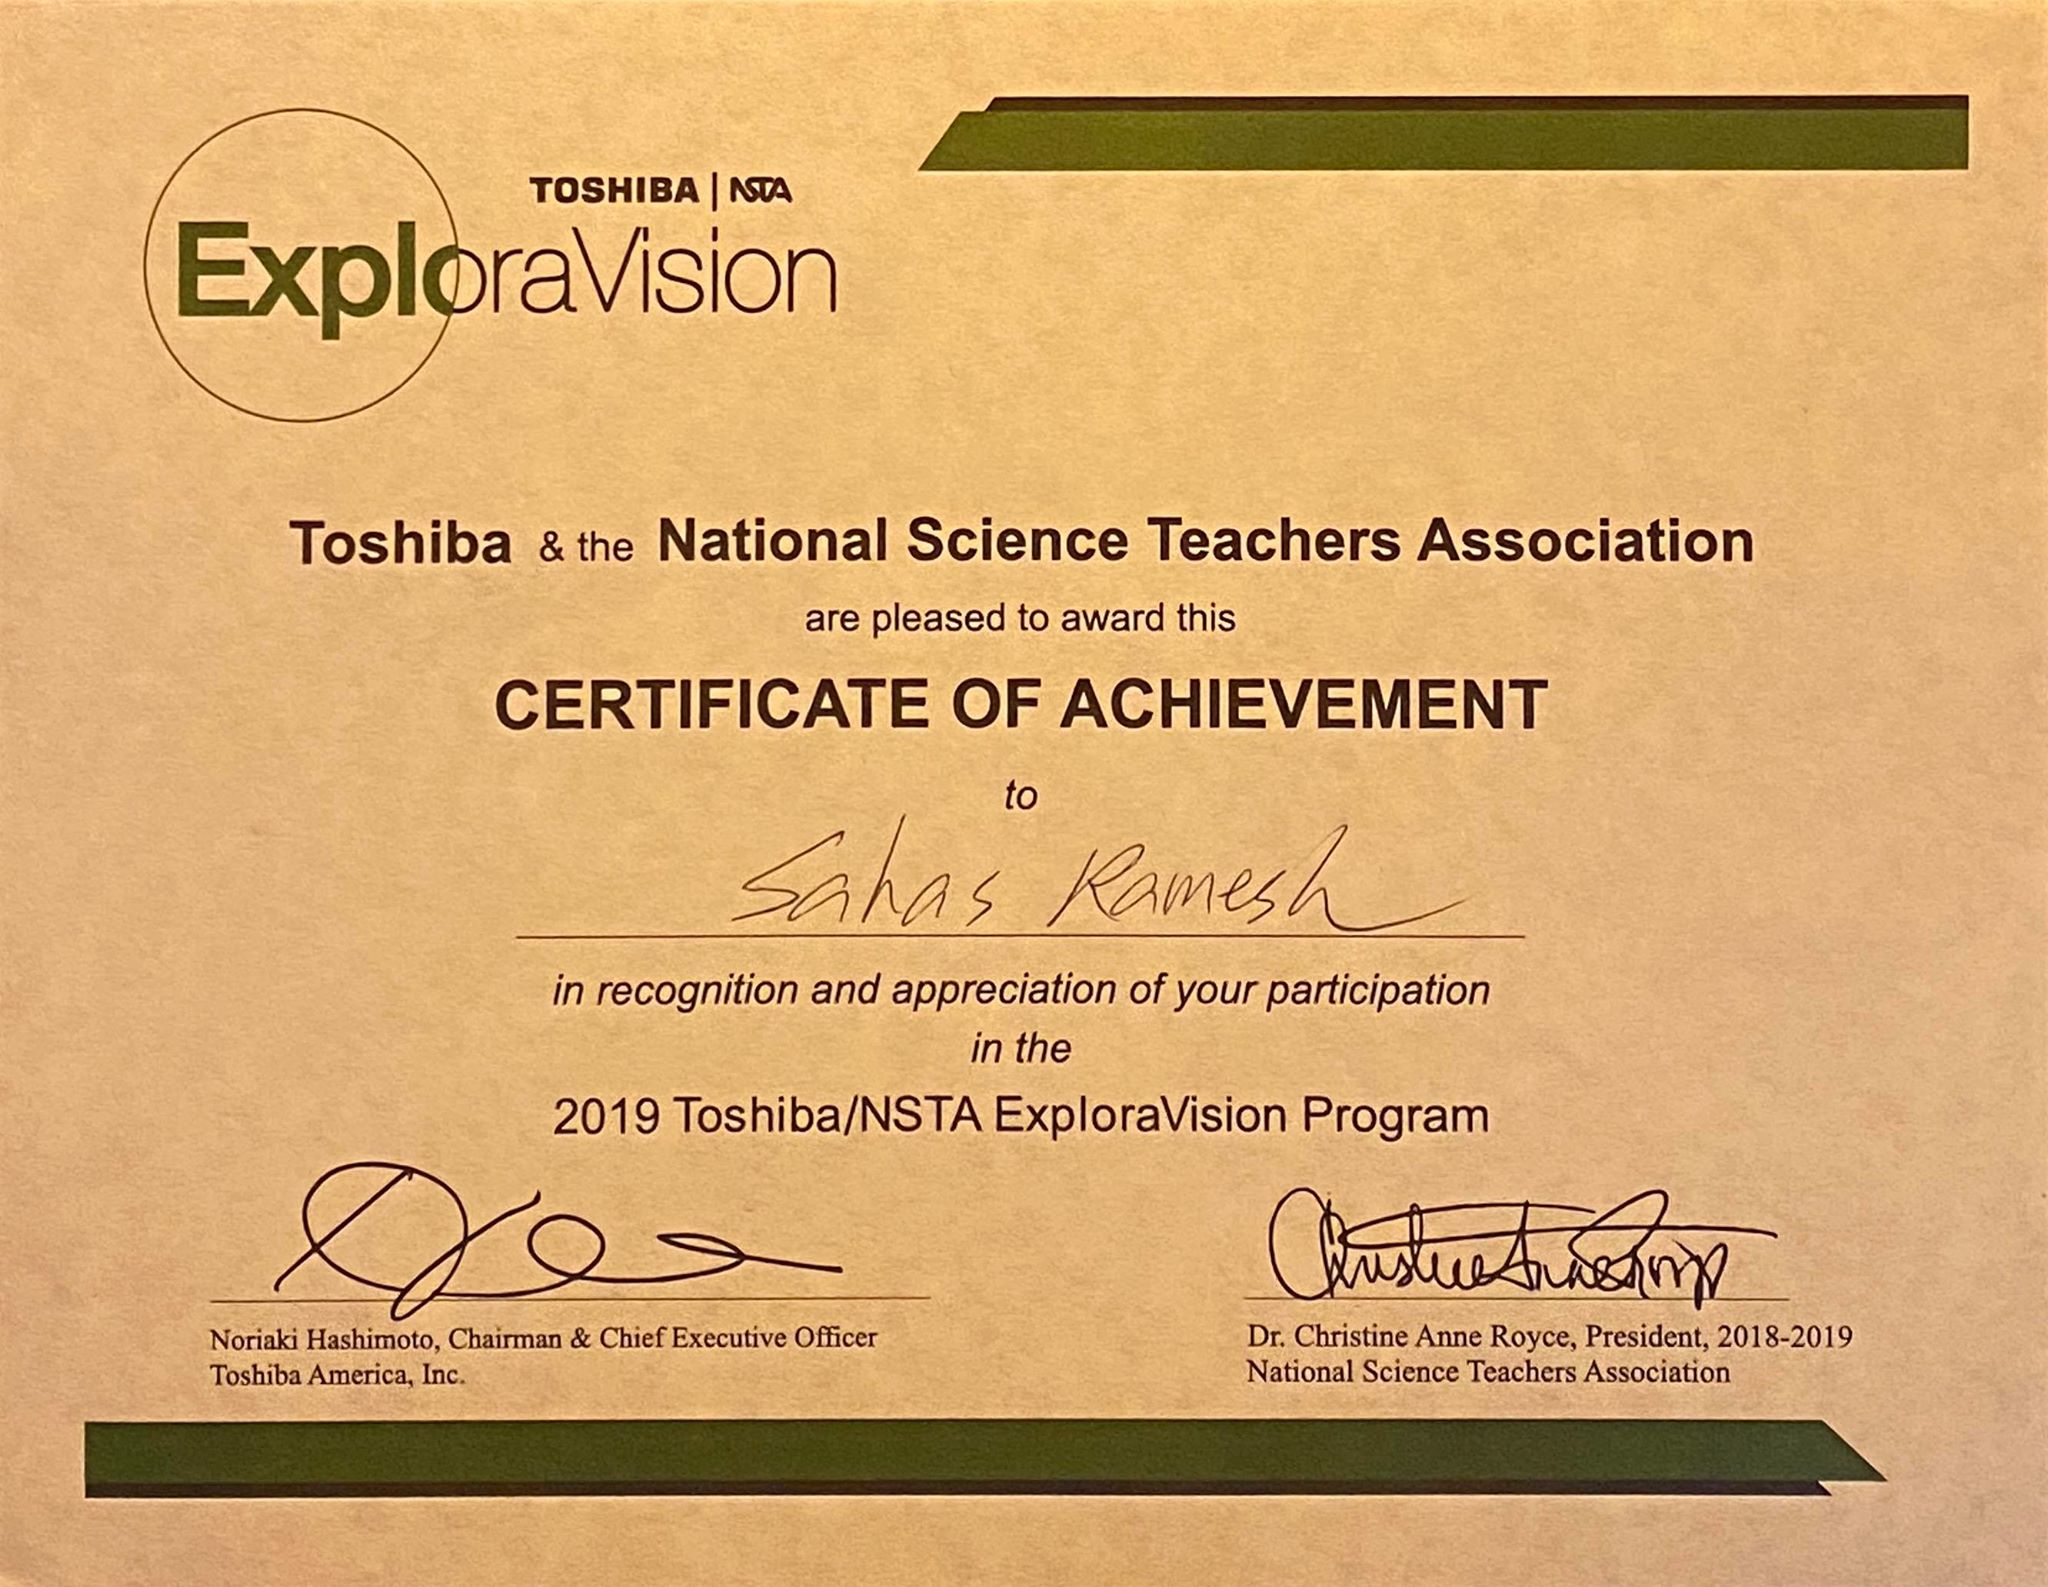 TOSHIBA | NSTA
ExploraVision
Toshiba & the National Science Teachers Association
are pleased to award this
CERTIFICATE OF ACHIEVEMENT
to
Sahas Ramesh
in recognition and appreciation of your participation
in the
2019 Toshiba/NSTA ExploraVision Program
Christine Anne Royce
Noriaki Hashimoto, Chairman & Chief Executive Officer
Toshiba America, Inc.
Dr. Christine Anne Royce, President, 2018-2019
National Science Teachers Association